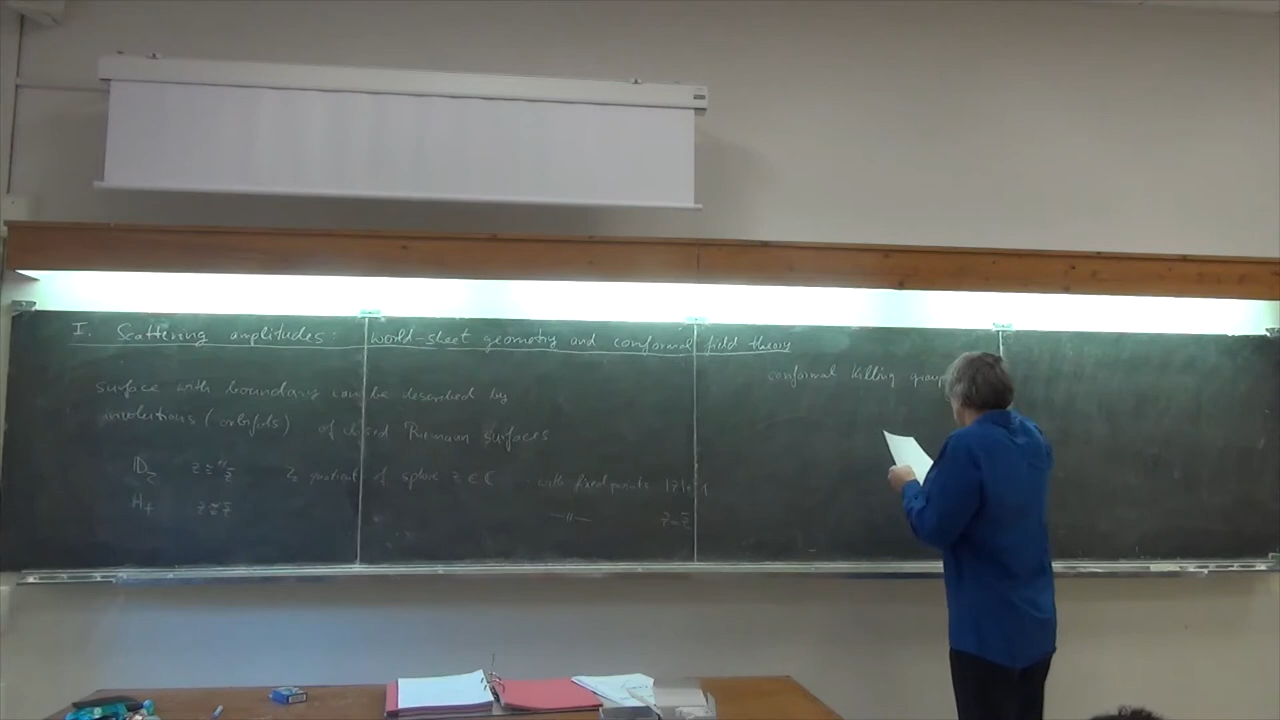 I. Scattering amplitudes: world-sheet geometry and conformal field theory
surface with boundary can be described by
involutions (orbifolds) of closed Riemann surfaces
ID₂ z ≅ 1/z̄ Z₂ quotient of sphere z ∈ ℂ with fixed points |z|=1
H₊ z ≅ z̄ —"— z=z̄
conformal Killing group